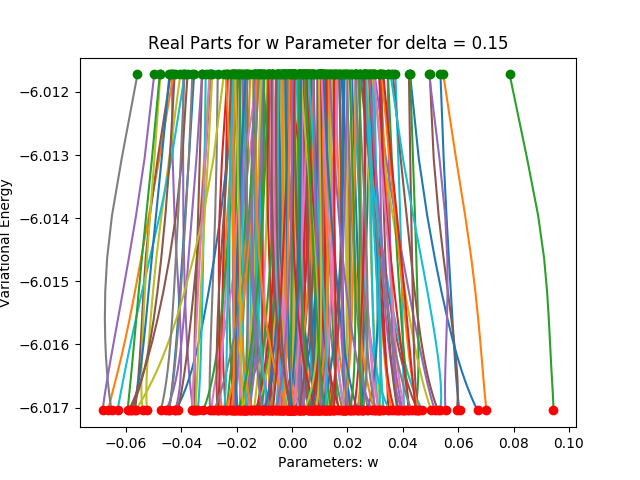 Real Parts for w Parameter for delta = 0.15
Variational Energy
−6.012
−6.013
−6.014
−6.015
−6.016
−6.017
−0.06 −0.04 −0.02 0.00 0.02 0.04 0.06 0.08 0.10
Parameters: w